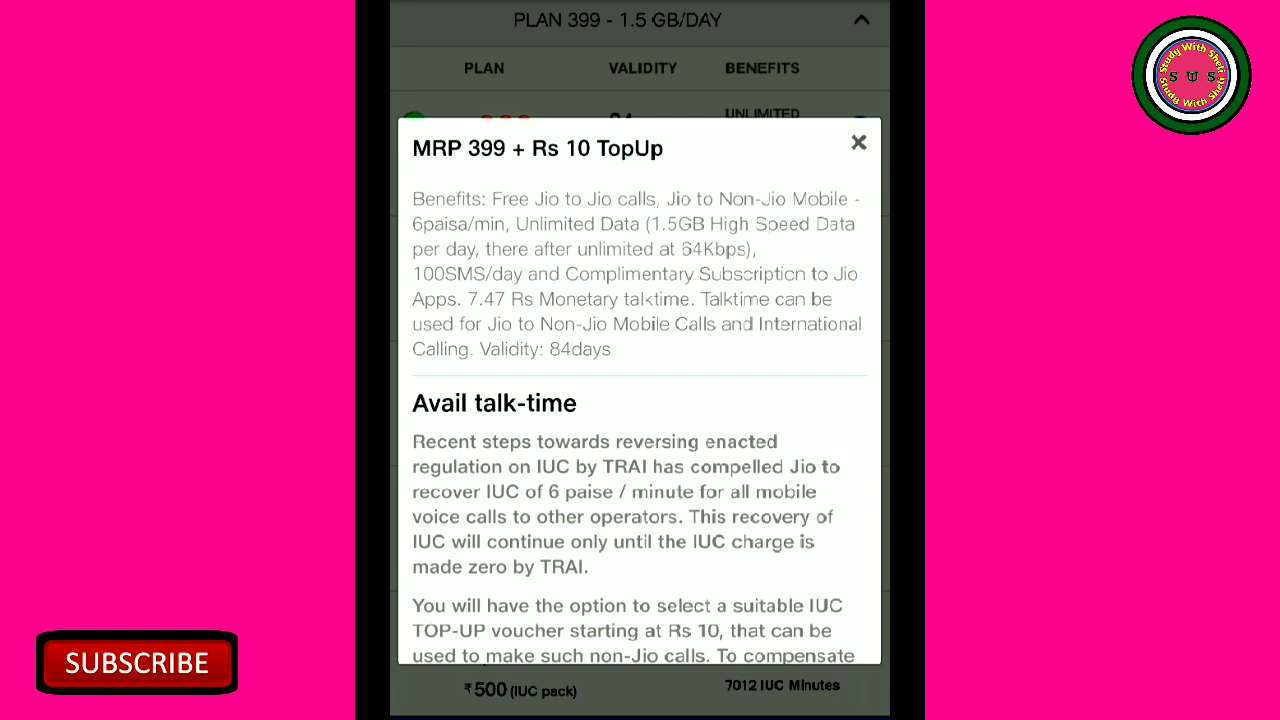 PLAN 399 - 1.5 GB/DAY
PLAN VALIDITY BENEFITS
UNLIMITED
MRP 399 + Rs 10 TopUp
Benefits: Free Jio to Jio calls, Jio to Non-Jio Mobile -
6paisa/min, Unlimited Data (1.5GB High Speed Data
per day, there after unlimited at 64Kbps),
100SMS/day and Complimentary Subscription to Jio
Apps. 7.47 Rs Monetary talktime. Talktime can be
used for Jio to Non-Jio Mobile Calls and International
Calling. Validity: 84days
Avail talk-time
Recent steps towards reversing enacted
regulation on IUC by TRAI has compelled Jio to
recover IUC of 6 paise / minute for all mobile
voice calls to other operators. This recovery of
IUC will continue only until the IUC charge is
made zero by TRAI.
You will have the option to select a suitable IUC
TOP-UP voucher starting at Rs 10, that can be
used to make such non-Jio calls. To compensate
₹500 (IUC pack) 7012 IUC Minutes
Study With Sheli
S U S
Study With Sheli
SUBSCRIBE